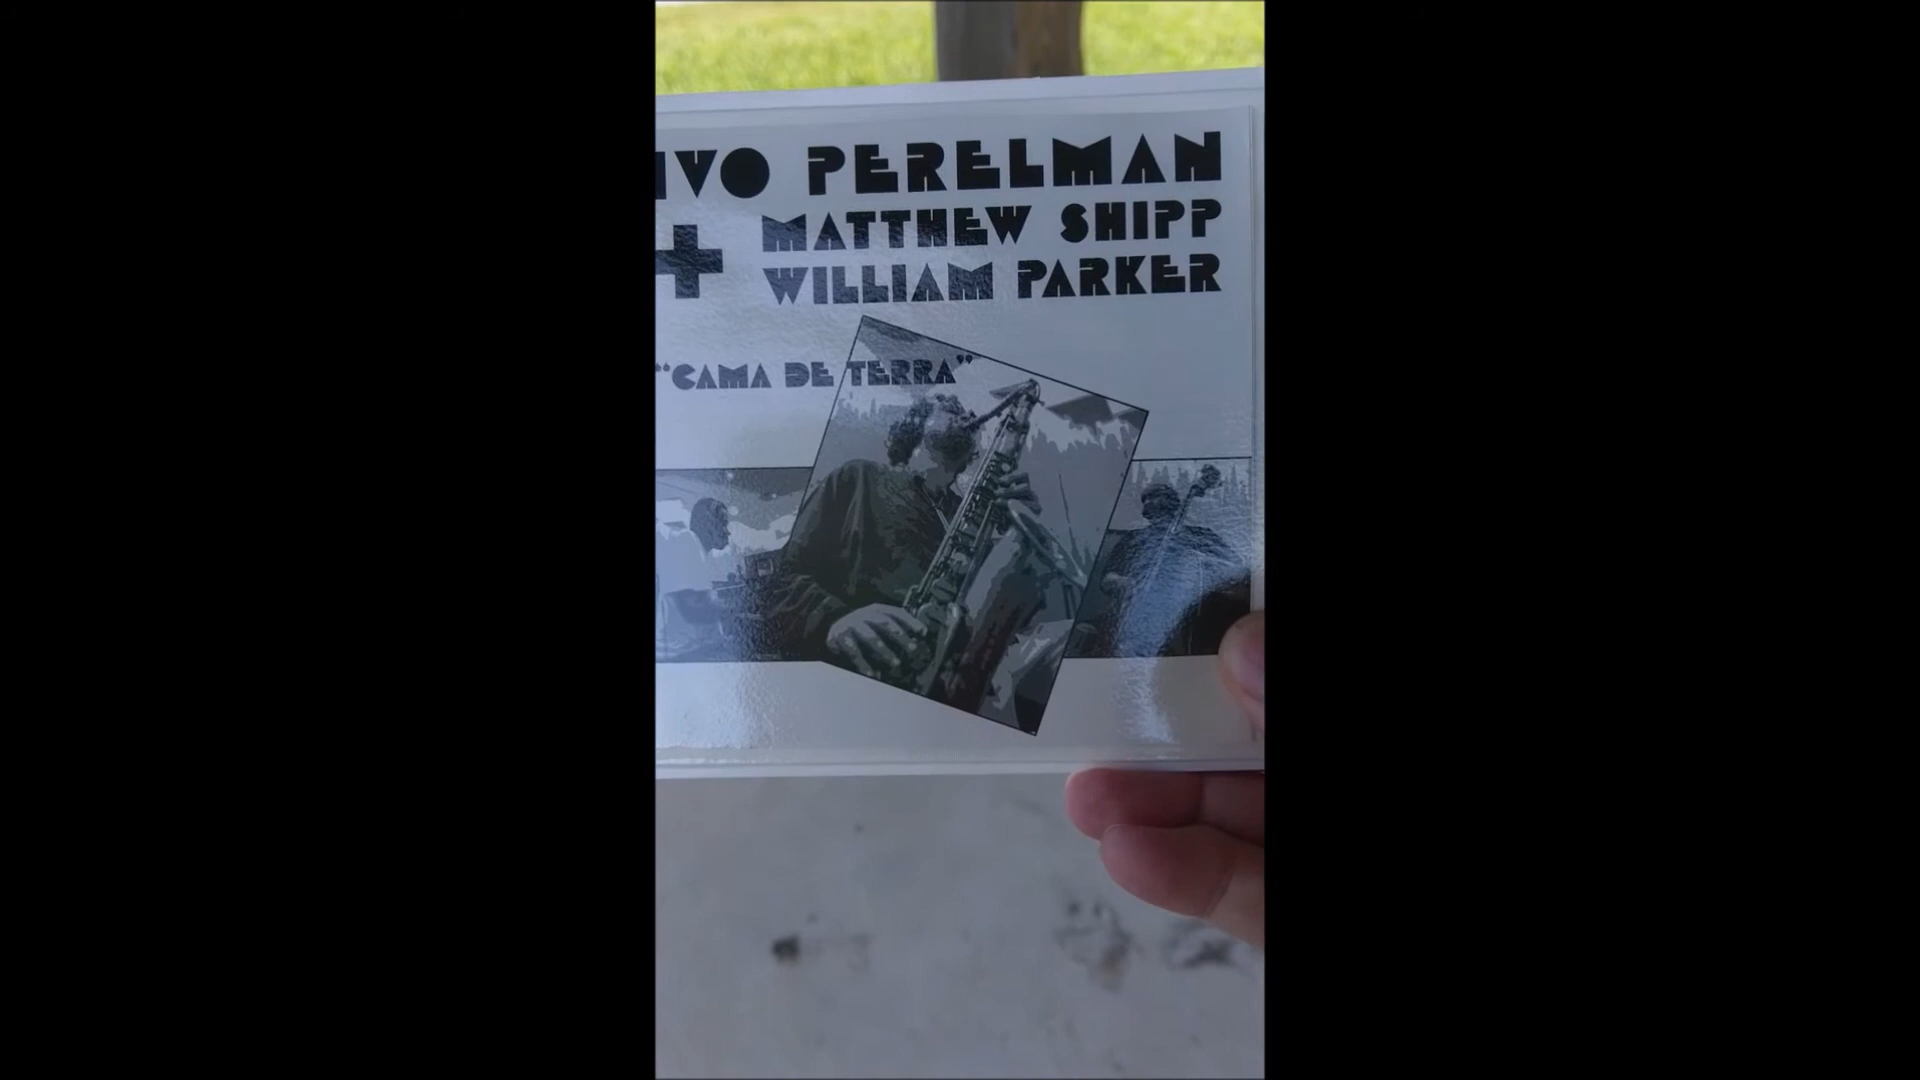 IVO PERELMAN
+ MATTHEW SHIPP
WILLIAM PARKER
"CAMA DE TERRA"